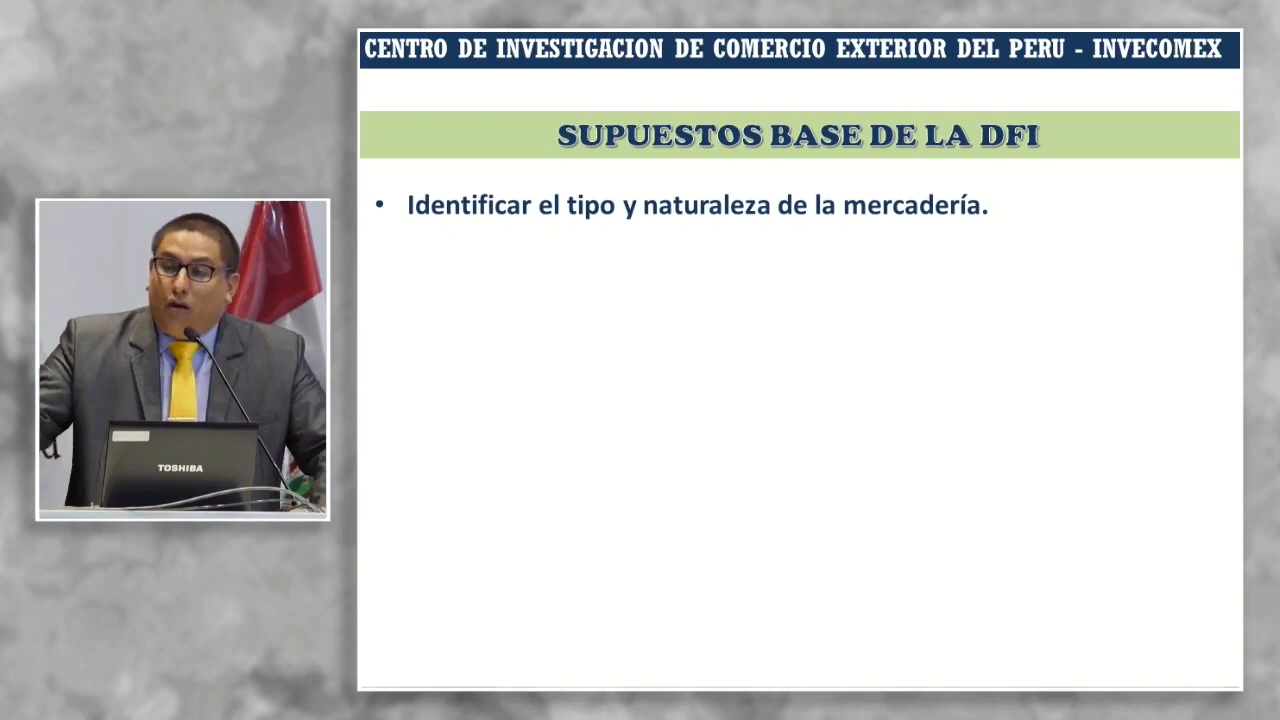 CENTRO DE INVESTIGACION DE COMERCIO EXTERIOR DEL PERU - INVECOMEX
SUPUESTOS BASE DE LA DFI
• Identificar el tipo y naturaleza de la mercadería.
TOSHIBA